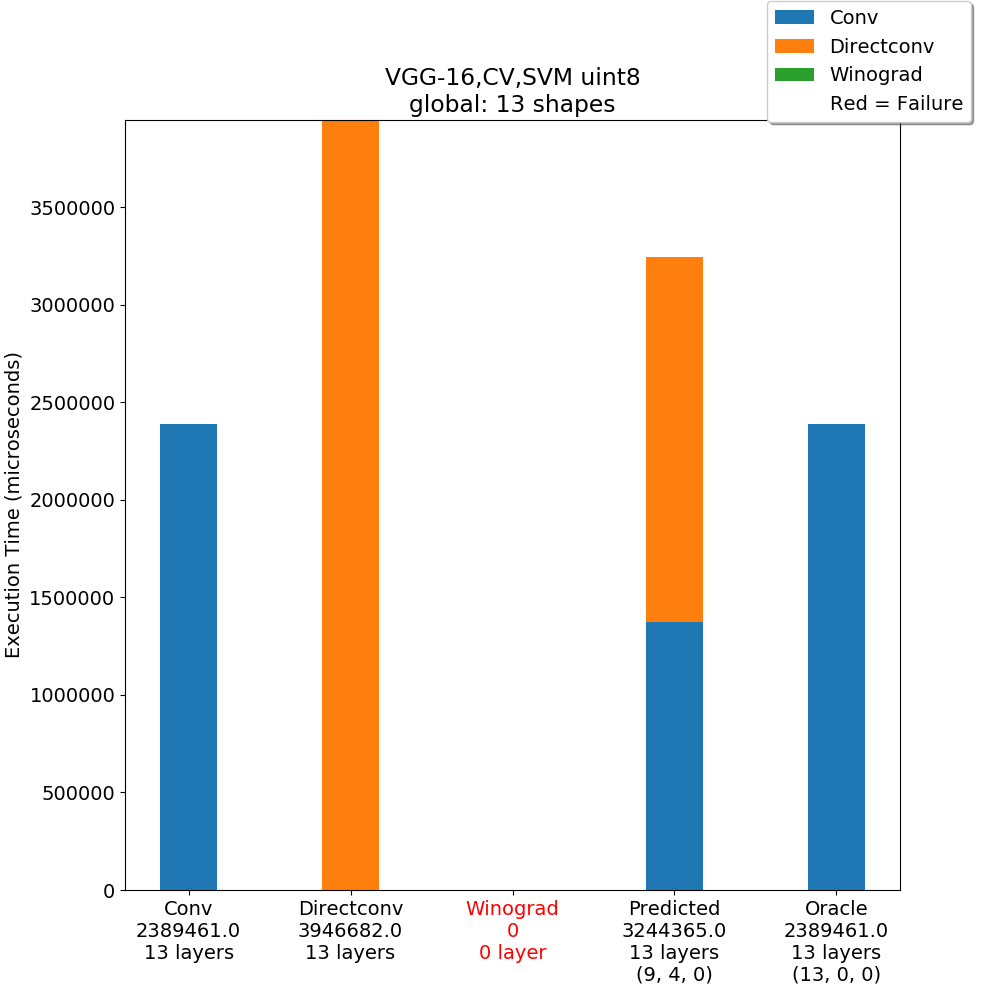 Conv
Directconv
Winograd
Red = Failure
VGG-16,CV,SVM uint8
global: 13 shapes
Execution Time (microseconds)
3500000
3000000
2500000
2000000
1500000
1000000
500000
0
Conv
2389461.0
13 layers
Directconv
3946682.0
13 layers
Winograd
0
0 layer
Predicted
3244365.0
13 layers
(9, 4, 0)
Oracle
2389461.0
13 layers
(13, 0, 0)